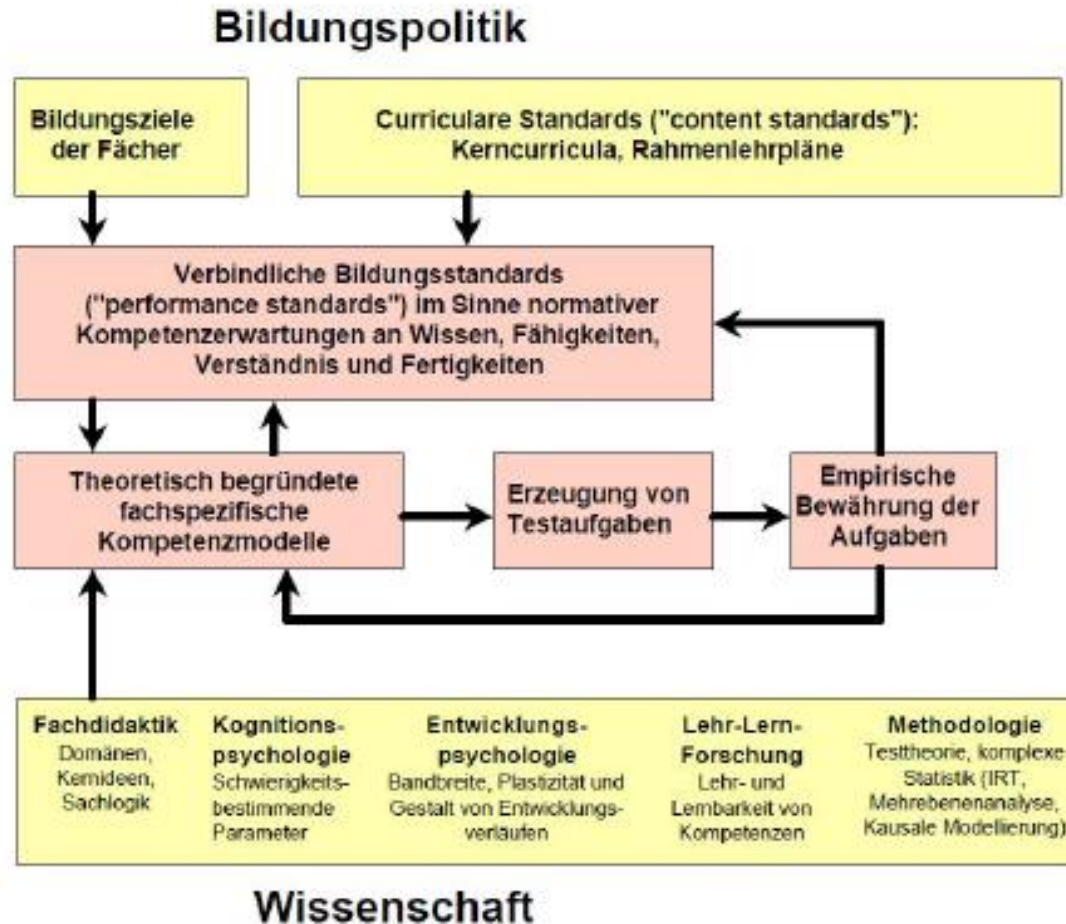 Bildungspolitik
Bildungsziele
der Fächer
Curriculare Standards ("content standards"):
Kerncurricula, Rahmenlehrpläne
Verbindliche Bildungsstandards
("performance standards") im Sinne normativer
Kompetenzerwartungen an Wissen, Fähigkeiten,
Verständnis und Fertigkeiten
Theoretisch begründete
fachspezifische
Kompetenzmodelle
Erzeugung von
Testaufgaben
Empirische
Bewährung der
Aufgaben
Fachdidaktik
Domänen,
Kernideen,
Sachlogik
Kognitions-
psychologie
Schwierigkeits-
bestimmende
Parameter
Entwicklungs-
psychologie
Bandbreite, Plastizität und
Gestalt von Entwicklungs-
verläufen
Lehr-Lern-
Forschung
Lehr- und
Lernbarkeit von
Kompetenzen
Methodologie
Testtheorie, komplexe
Statistik (IRT,
Mehrebenenanalyse,
Kausale Modellierung)
Wissenschaft